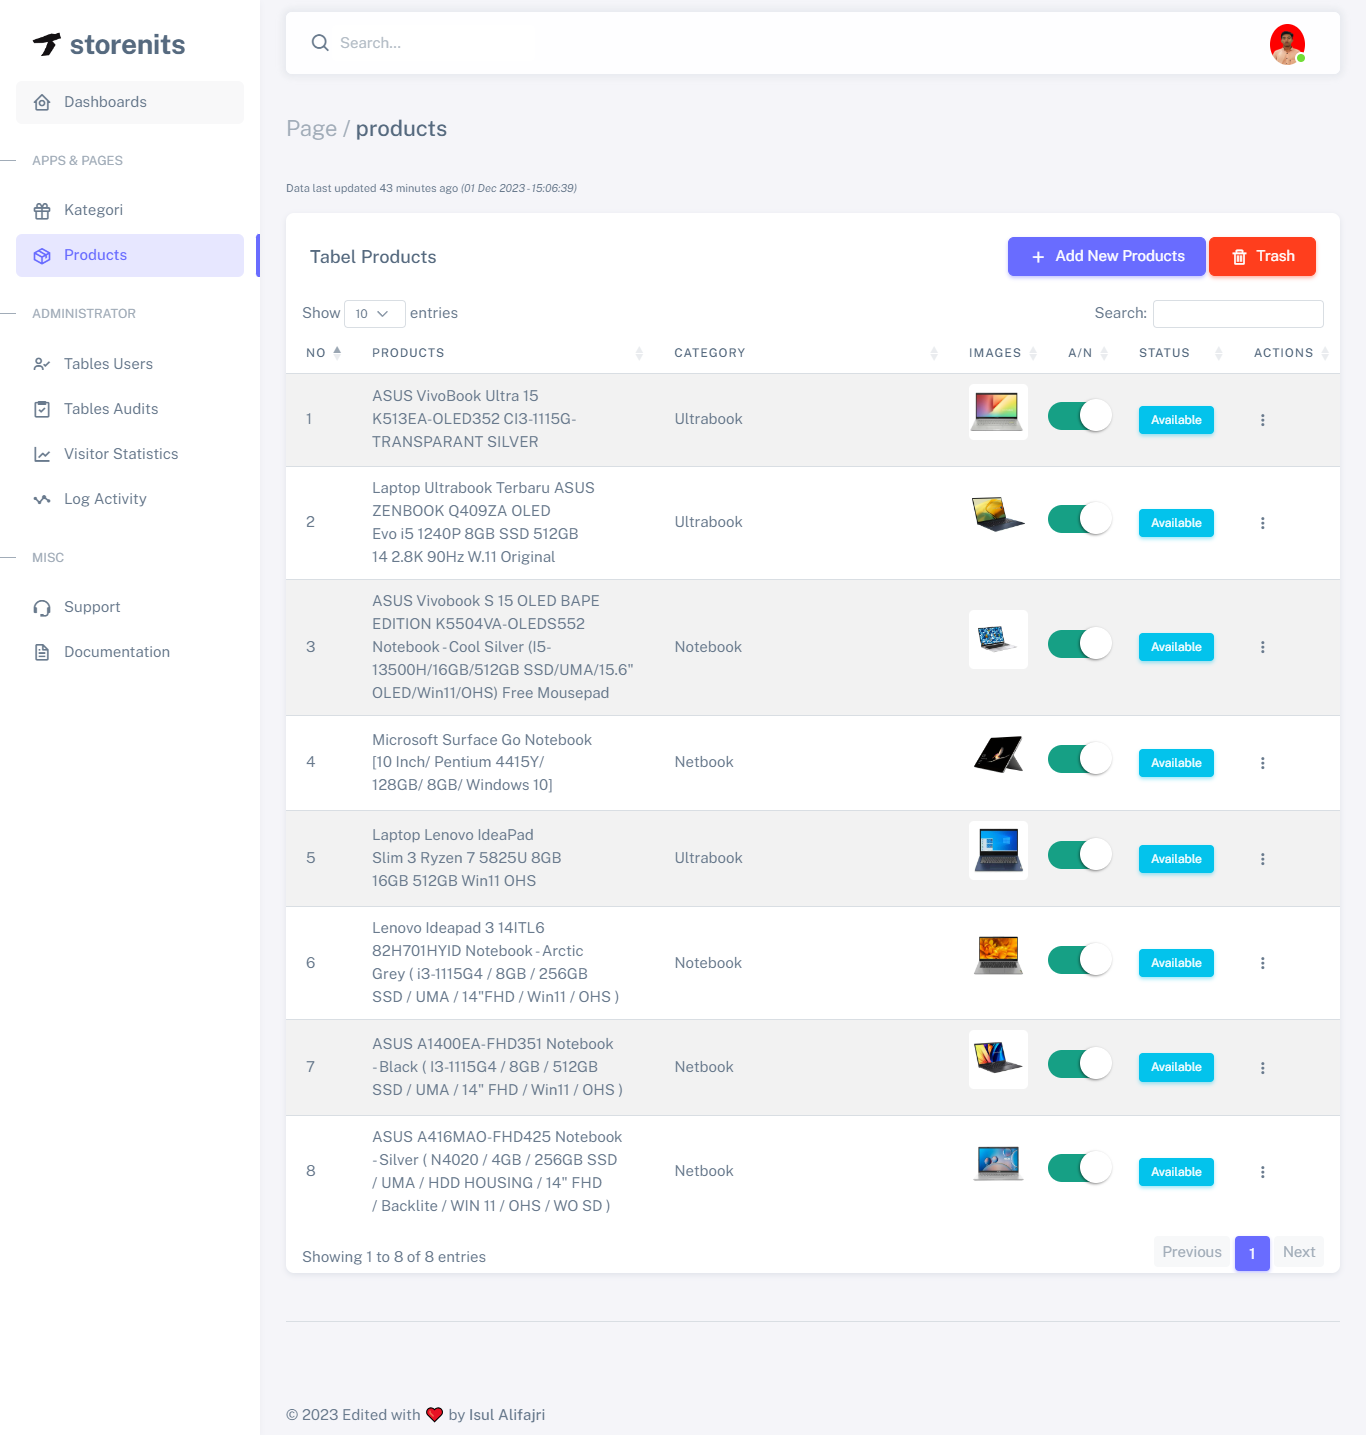 storenits
Search...
Dashboards
Page / products
APPS & PAGES
Data last updated 43 minutes ago (01 Dec 2023 - 15:06:39)
Kategori
Products
Tabel Products
Add New Products
Trash
ADMINISTRATOR
Show 10 entries
Search:
Tables Users
Tables Audits
Visitor Statistics
Log Activity
MISC
Support
Documentation
NO PRODUCTS CATEGORY IMAGES A/N STATUS ACTIONS
ASUS VivoBook Ultra 15
1 K513EA-OLED352 CI3-1115G- Ultrabook Available
TRANSPARANT SILVER
Laptop Ultrabook Terbaru ASUS
ZENBOOK Q409ZA OLED
2 Ultrabook Available
Evo i5 1240P 8GB SSD 512GB
14 2.8K 90Hz W.11 Original
ASUS Vivobook S 15 OLED BAPE
EDITION K5504VA-OLEDS552
3 Notebook - Cool Silver (I5- Notebook Available
13500H/16GB/512GB SSD/UMA/15.6"
OLED/Win11/OHS) Free Mousepad
Microsoft Surface Go Notebook
4 [10 Inch/ Pentium 4415Y/ Netbook Available
128GB/ 8GB/ Windows 10]
Laptop Lenovo IdeaPad
5 Slim 3 Ryzen 7 5825U 8GB Ultrabook Available
16GB 512GB Win11 OHS
Lenovo Ideapad 3 14ITL6
82H701HYID Notebook - Arctic
6 Notebook Available
Grey ( i3-1115G4 / 8GB / 256GB
SSD / UMA / 14"FHD / Win11 / OHS )
ASUS A1400EA-FHD351 Notebook
7 - Black ( I3-1115G4 / 8GB / 512GB Netbook Available
SSD / UMA / 14" FHD / Win11 / OHS )
ASUS A416MAO-FHD425 Notebook
- Silver ( N4020 / 4GB / 256GB SSD
8 Netbook Available
/ UMA / HDD HOUSING / 14" FHD
/ Backlite / WIN 11 / OHS / WO SD )
Showing 1 to 8 of 8 entries
Previous 1 Next
© 2023 Edited with ❤️ by Isul Alifajri